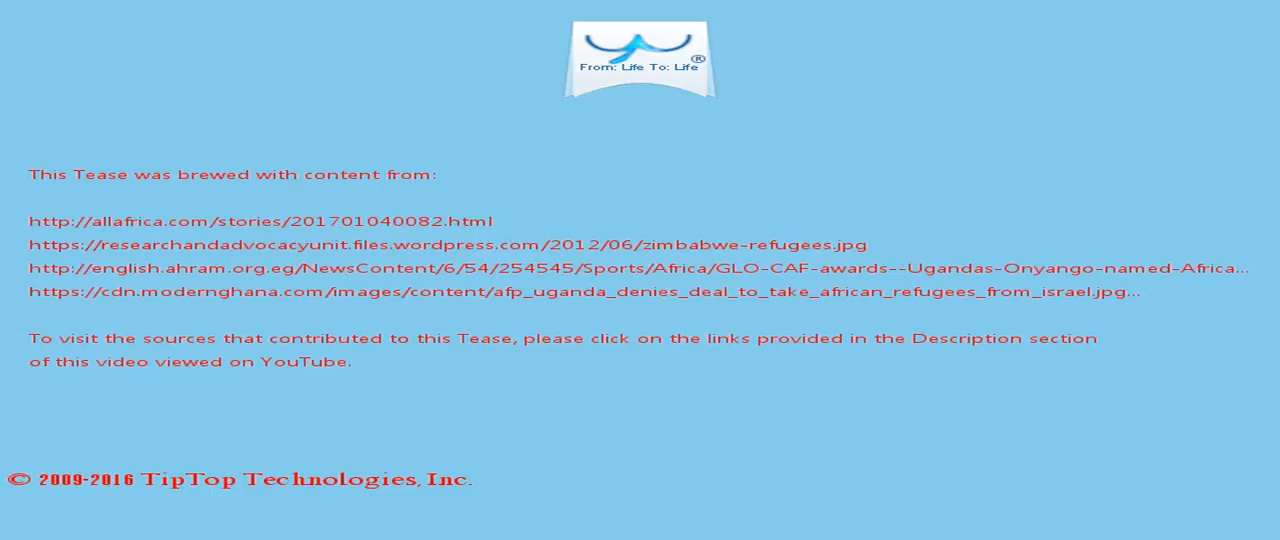 From: Life To: Life ®
This Tease was brewed with content from:
http://allafrica.com/stories/201701040082.html
https://researchandadvocacyunit.files.wordpress.com/2012/06/zimbabwe-refugees.jpg
http://english.ahram.org.eg/NewsContent/6/54/254545/Sports/Africa/GLO-CAF-awards--Ugandas-Onyango-named-Africa...
https://cdn.modernghana.com/images/content/afp_uganda_denies_deal_to_take_african_refugees_from_israel.jpg...
To visit the sources that contributed to this Tease, please click on the links provided in the Description section
of this video viewed on YouTube.
© 2009-2016 TipTop Technologies, Inc.